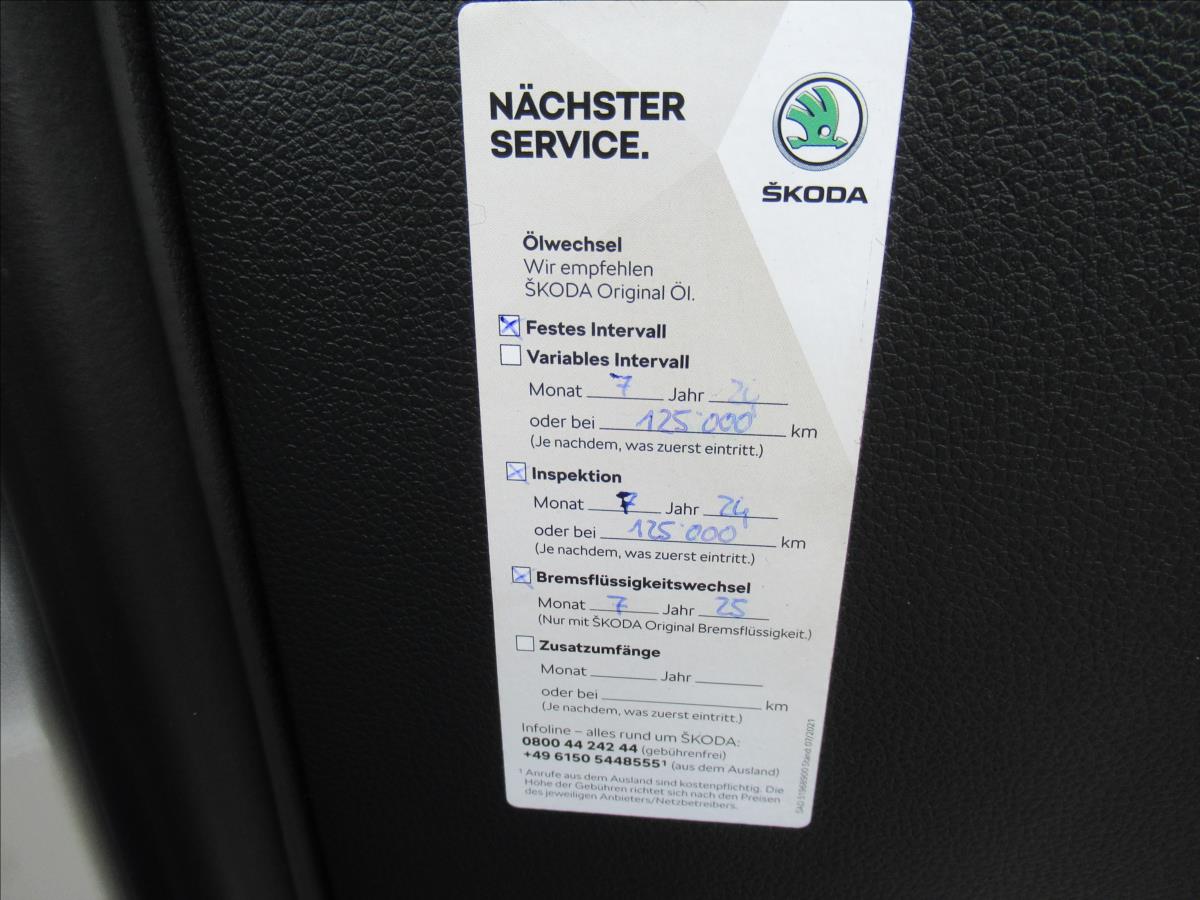 NÄCHSTER
SERVICE.
ŠKODA
Ölwechsel
Wir empfehlen
ŠKODA Original Öl.
Festes Intervall
Variables Intervall
Monat 7 Jahr 24
oder bei 125 000 km
(Je nachdem, was zuerst eintritt.)
Inspektion
Monat 7 Jahr 24
oder bei 125 000 km
(Je nachdem, was zuerst eintritt.)
Bremsflüssigkeitswechsel
Monat 7 Jahr 25
(Nur mit ŠKODA Original Bremsflüssigkeit.)
Zusatzumfänge
Monat Jahr
oder bei km
(Je nachdem, was zuerst eintritt.)
Infoline – alles rund um ŠKODA:
0800 44 242 44 (gebührenfrei)
+49 6150 5448555¹ (aus dem Ausland)
¹ Anrufe aus dem Ausland sind kostenpflichtig. Die
Höhe der Gebühren richtet sich nach den Preisen
des jeweiligen Anbieters/Netzbetreibers.
Stand: 07/2021